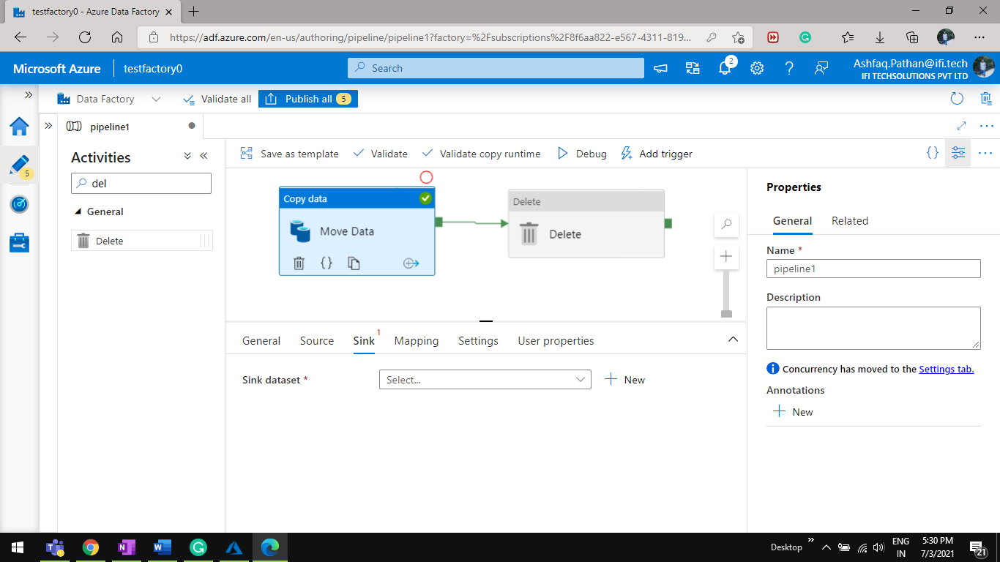 testfactory0 - Azure Data Factory
https://adf.azure.com/en-us/authoring/pipeline/pipeline1?factory=%2Fsubscriptions%2F8f6aa822-e567-4311-819...
Microsoft Azure
testfactory0
Search
2
Ashfaq.Pathan@ifi.tech
IFI TECHSOLUTIONS PVT LTD
Data Factory
Validate all
Publish all
5
pipeline1
Activities
del
General
Delete
5
Save as template
Validate
Validate copy runtime
Debug
Add trigger
{}
Copy data
Move Data
{}
Delete
Delete
General
Source
Sink
1
Mapping
Settings
User properties
Sink dataset *
Select...
New
Properties
General
Related
Name *
pipeline1
Description
Concurrency has moved to the Settings tab.
Annotations
New
Desktop
ENG
IN
5:30 PM
7/3/2021
21